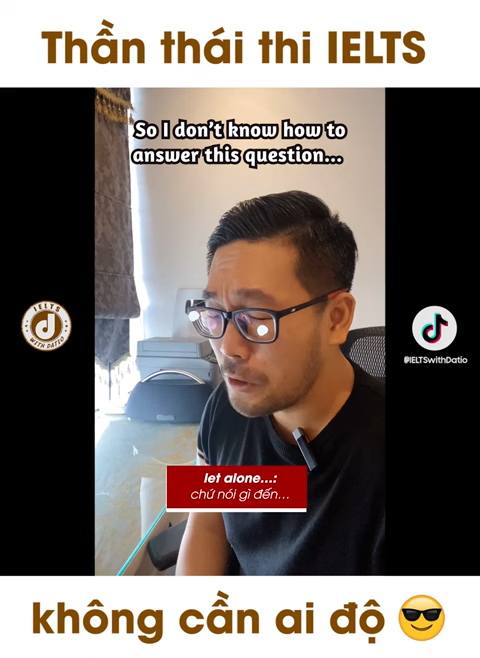 Thần thái thi IELTS
So I don't know how to
answer this question...
IELTS
d
WITH DATIO
@IELTSwithDatio
let alone...:
chứ nói gì đến...
không cần ai độ